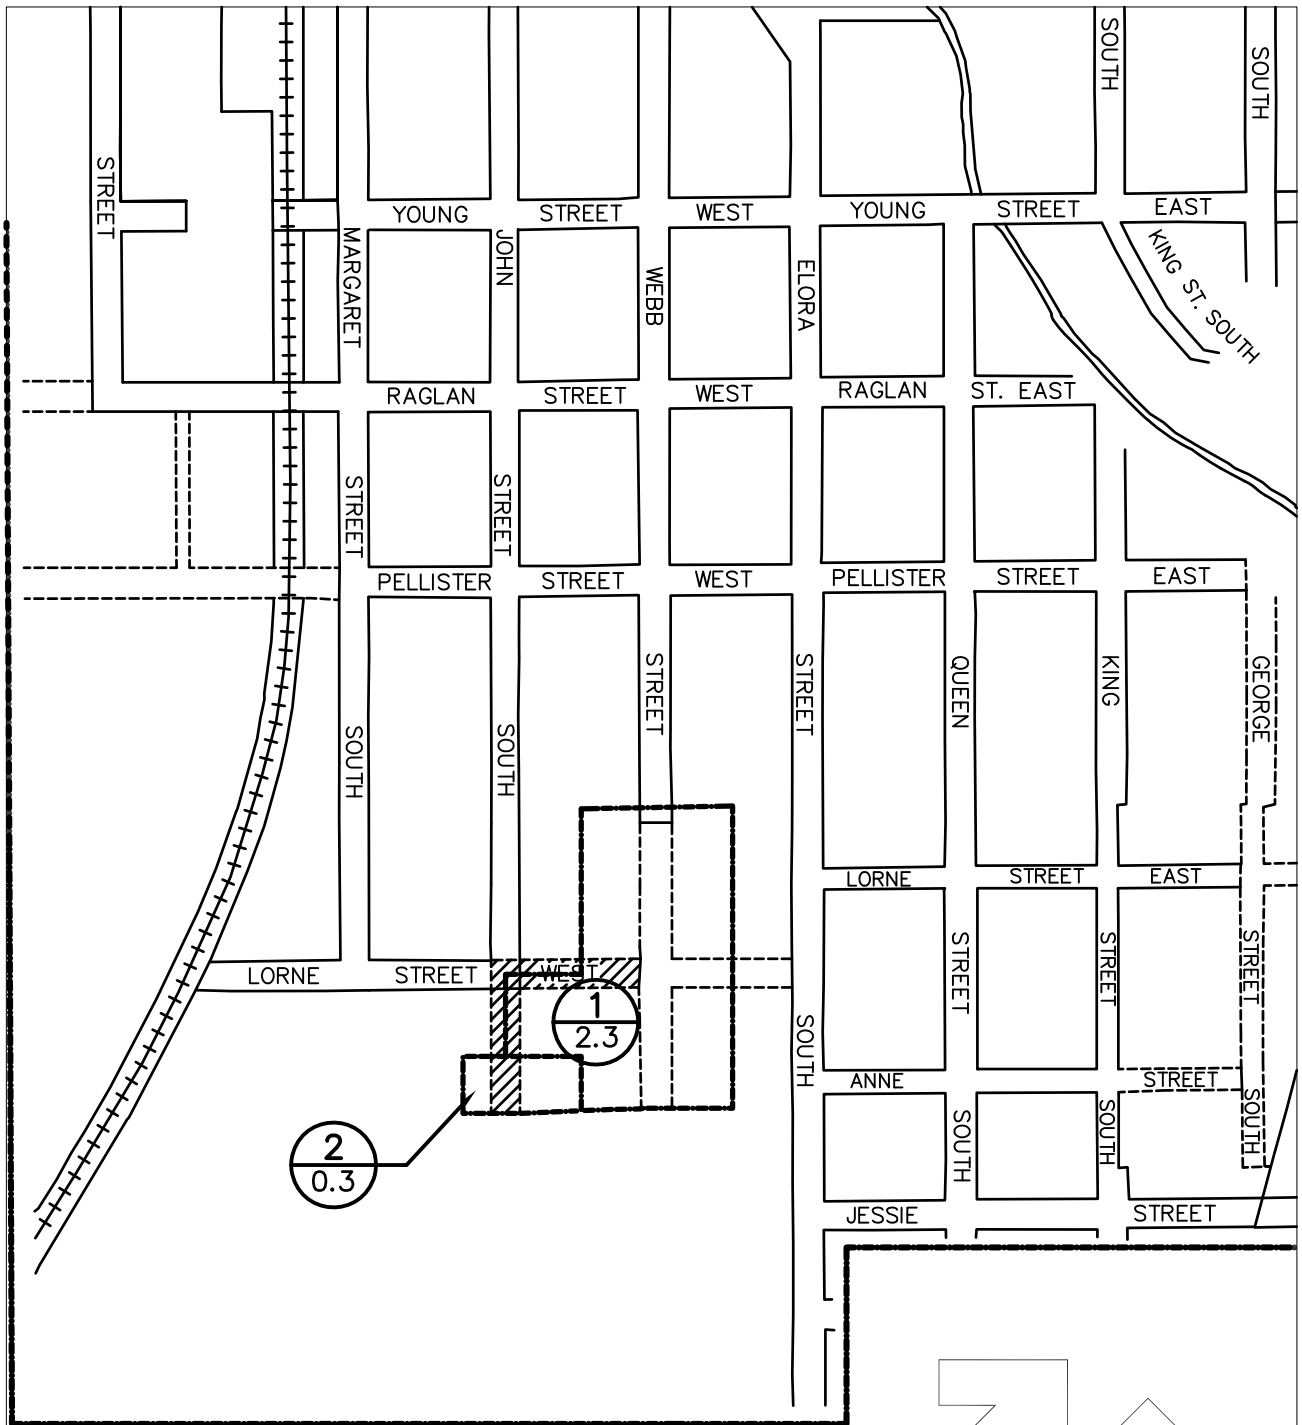 SOUTH
SOUTH
STREET
YOUNG STREET WEST YOUNG STREET EAST
MARGARET
JOHN
WEBB
ELORA
KING ST. SOUTH
RAGLAN STREET WEST RAGLAN ST. EAST
STREET
STREET
PELLISTER STREET WEST PELLISTER STREET EAST
STREET
STREET
QUEEN
KING
GEORGE
SOUTH
SOUTH
LORNE STREET EAST
LORNE STREET WEST
STREET
STREET
STREET
1
2.3
SOUTH
ANNE STREET
SOUTH
SOUTH
SOUTH
2
0.3
JESSIE STREET